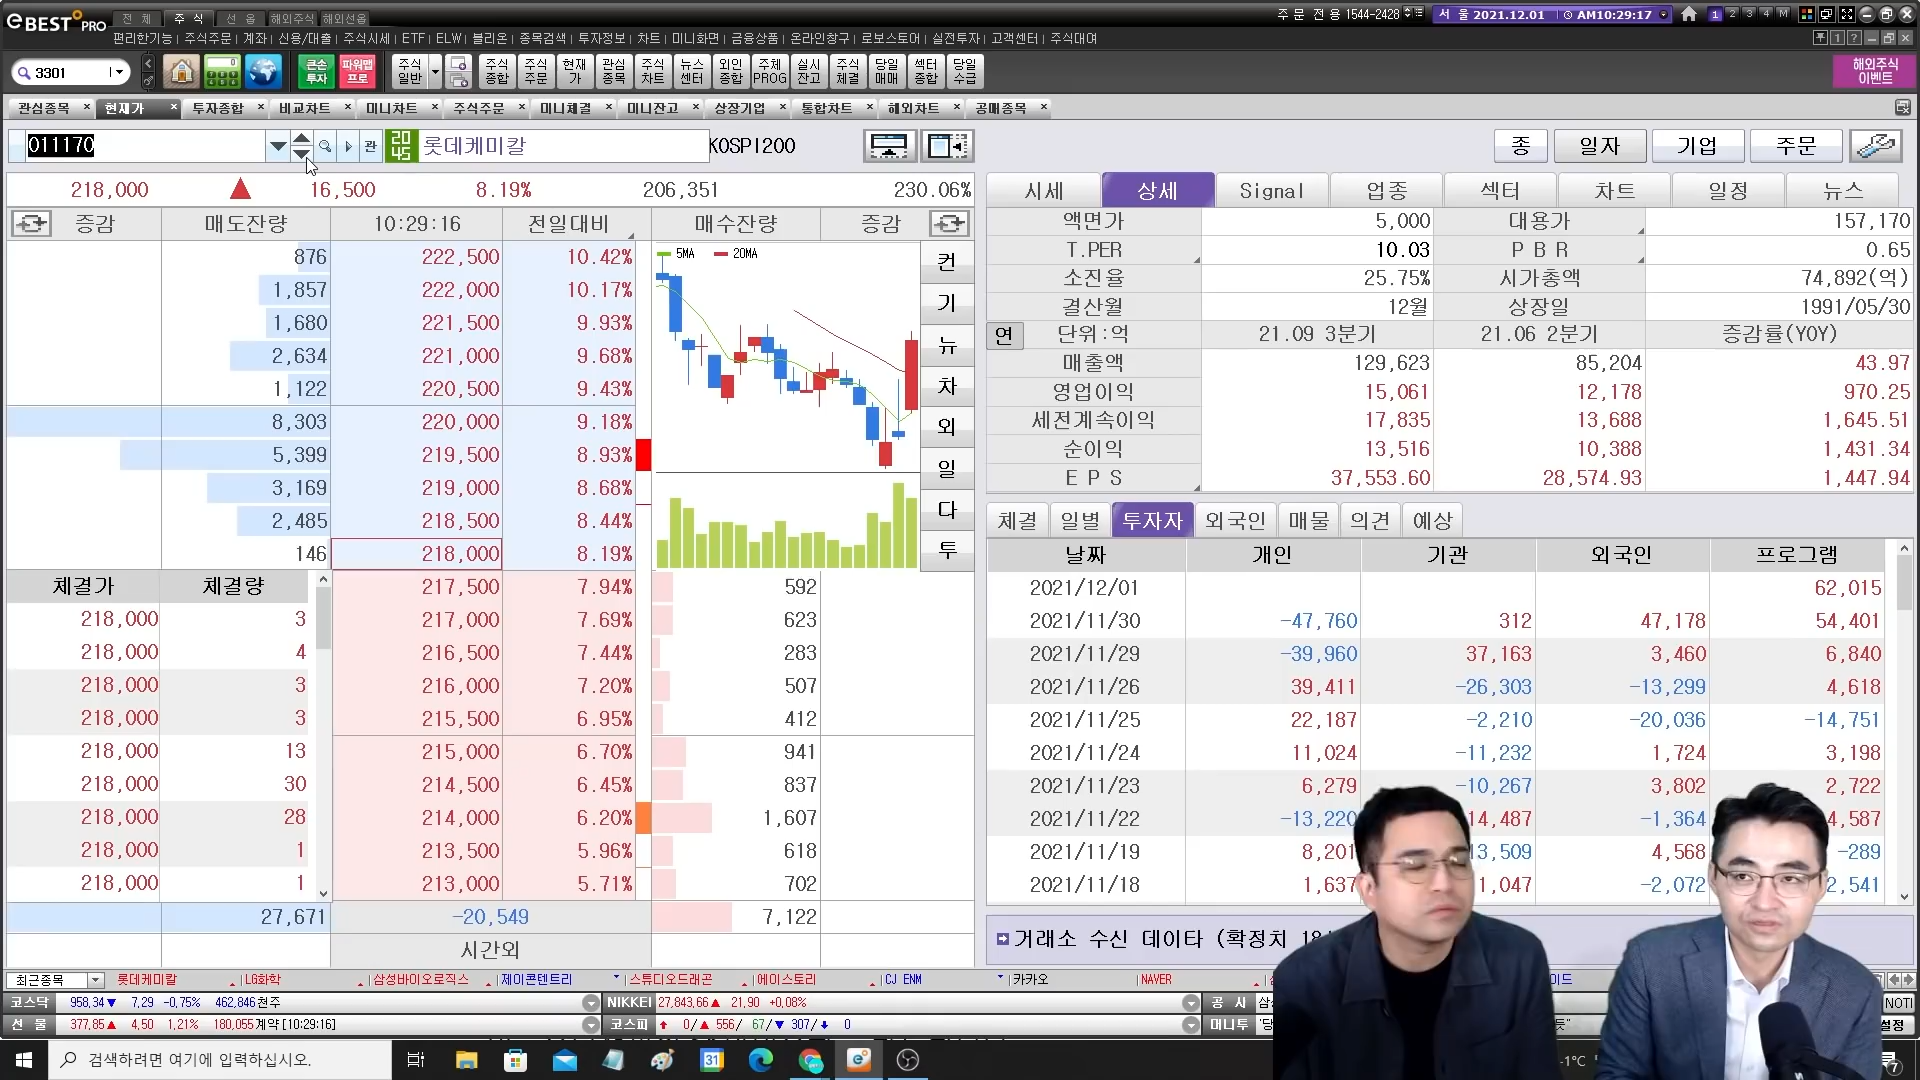 eBEST PRO 전 체 주 식 선 옵 해외주식 해외선옵 주 문 전 용 1544-2428 서 울 2021.12.01 AM10:29:17 1 2 3 4 M
편리한기능 주식주문 계좌 신용/대출 주식시세 ETF ELW 블리온 종목검색 투자정보 차트 미니화면 금융상품 온라인창구 로보스토어 실전투자 고객센터 주식대여
3301 큰손 투자 파워맵 프로 주식 일반 주식 종합 주식 주문 현재 가 관심 종목 주식 차트 뉴스 센터 외인 종합 주체 PROG 실시 잔고 주식 체결 당일 매매 섹터 종합 당일 수급 해외주식 이벤트
관심종목 현재가 투자종합 비교차트 미니차트 주식주문 미니체결 미니잔고 상장기업 통합차트 해외차트 공매종목
011170 관 20 45 롯데케미칼 KOSPI200 종 일자 기업 주문
218,000 ▲ 16,500 8.19% 206,351 230.06%
시세 상세 Signal 업종 섹터 차트 일정 뉴스
증감 매도잔량 10:29:16 전일대비 매수잔량 증감
876 222,500 10.42%
1,857 222,000 10.17%
1,680 221,500 9.93%
2,634 221,000 9.68%
1,122 220,500 9.43%
8,303 220,000 9.18%
5,399 219,500 8.93%
3,169 219,000 8.68%
2,485 218,500 8.44%
146 218,000 8.19%
5MA 20MA
컨
기
뉴
차
외
일
다
투
체결가 체결량 217,500 7.94% 592
218,000 3 217,000 7.69% 623
218,000 4 216,500 7.44% 283
218,000 3 216,000 7.20% 507
218,000 3 215,500 6.95% 412
218,000 13 215,000 6.70% 941
218,000 30 214,500 6.45% 837
218,000 28 214,000 6.20% 1,607
218,000 1 213,500 5.96% 618
218,000 1 213,000 5.71% 702
27,671 -20,549 7,122
시간외
액면가 5,000 대용가 157,170
T.PER 10.03 P B R 0.65
소진율 25.75% 시가총액 74,892(억)
결산월 12월 상장일 1991/05/30
연 단위:억 21.09 3분기 21.06 2분기 증감률(YOY)
매출액 129,623 85,204 43.97
영업이익 15,061 12,178 970.25
세전계속이익 17,835 13,688 1,645.51
순이익 13,516 10,388 1,431.34
E P S 37,553.60 28,574.93 1,447.94
체결 일별 투자자 외국인 매물 의견 예상
날짜 개인 기관 외국인 프로그램
2021/12/01 62,015
2021/11/30 -47,760 312 47,178 54,401
2021/11/29 -39,960 37,163 3,460 6,840
2021/11/26 39,411 -26,303 -13,299 4,618
2021/11/25 22,187 -2,210 -20,036 -14,751
2021/11/24 11,024 -11,232 1,724 3,198
2021/11/23 6,279 -10,267 3,802 2,722
2021/11/22 -13,220 14,487 -1,364 4,587
2021/11/19 8,201 13,509 4,568 -289
2021/11/18 1,637 1,047 -2,072 2,541
거래소 수신 데이타 (확정치 18
최근종목 롯데케미칼 LG화학 삼성바이오로직스 제이콘텐트리 스튜디오드래곤 에이스토리 CJ ENM 카카오 NAVER
코스닥 958,34▼ 7,29 -0,75% 462,846천주 NIKKEI 27,843,66▲ 21,90 +0,08% 공 시 NOTI
선 물 377,85▲ 4,50 1,21% 180,055계약 [10:29:16] 코스피 ↑ 0/▲ 556/ 67/▼ 307/↓ 0 미니투 설정
검색하려면 여기에 입력하십시오. 31 -1°C 7